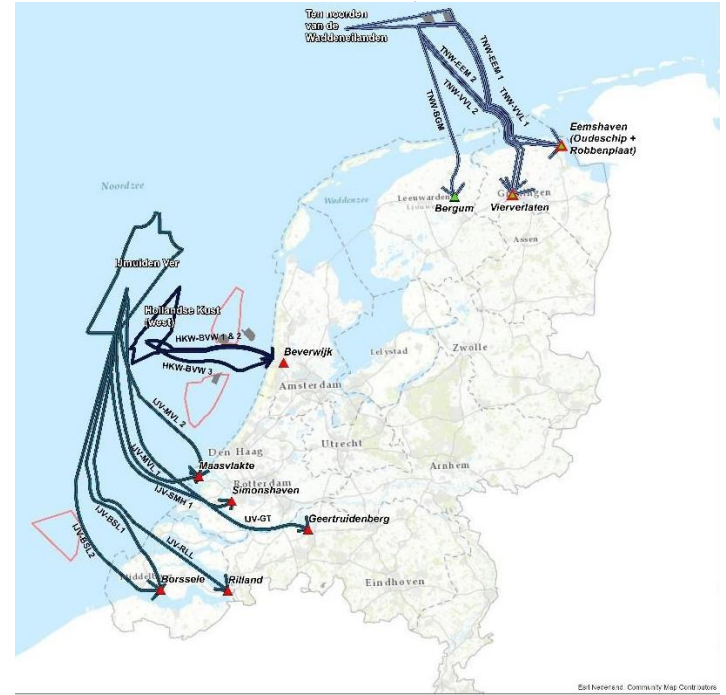 Ten noorden
van de
Waddeneilanden
TNW-EEM 1
TNW-EEM 2
TNW-VVL 2
TNW-VVL 1
TNW-BGM
Eemshaven
(Oudeschip +
Robbenplaat)
Noordzee
Waddenzee
Leeuwarden
Bergum
Vierverlaten
Assen
IJmuiden Ver
Hollandse Kust
(west)
HKW-BVW 1 & 2
HKW-BVW 3
Beverwijk
Lelystad
Zwolle
Amsterdam
IJV-MVL 2
Utrecht
Den Haag
Arnhem
IJV-MVL 1
Maasvlakte
Rotterdam
Simonshaven
IJV-SMH 1
IJV-GT
Geertruidenberg
IJV-BSL1
IJV-BSL2
IJV-RLL
Borssele
Rilland
Eindhoven
Esri Nederland, Community Map Contributors